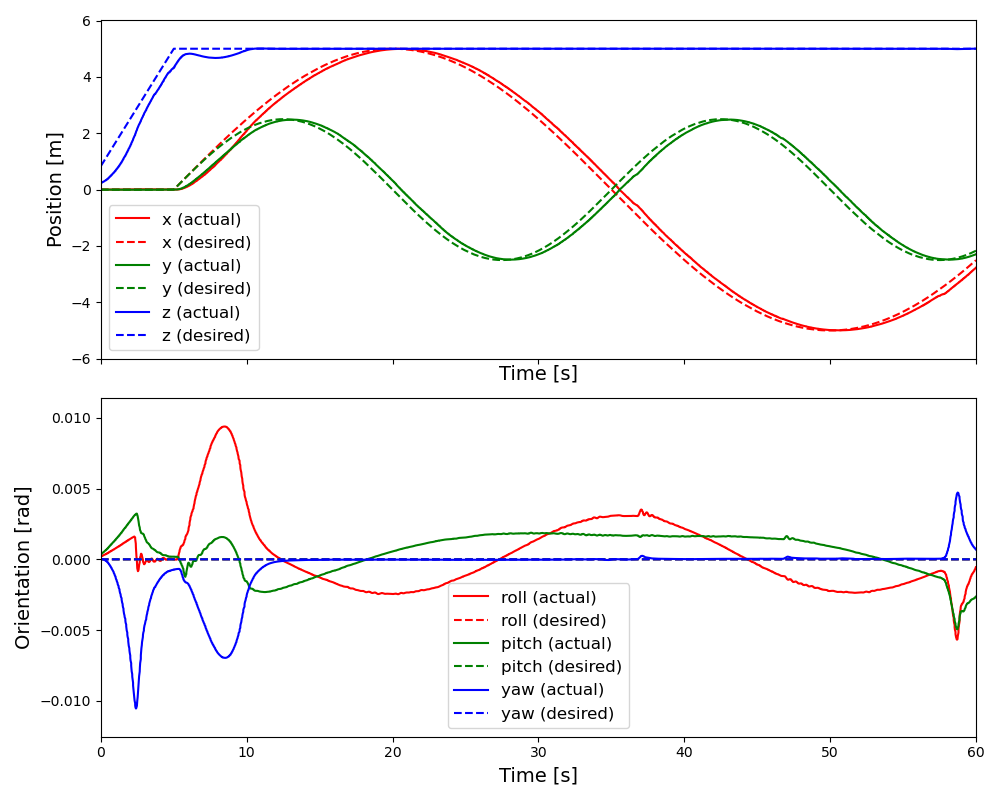 6
4
2
0
−2
−4
−6
Position [m]
x (actual)
x (desired)
y (actual)
y (desired)
z (actual)
z (desired)
Time [s]
0.010
0.005
0.000
−0.005
−0.010
Orientation [rad]
roll (actual)
roll (desired)
pitch (actual)
pitch (desired)
yaw (actual)
yaw (desired)
0 10 20 30 40 50 60
Time [s]